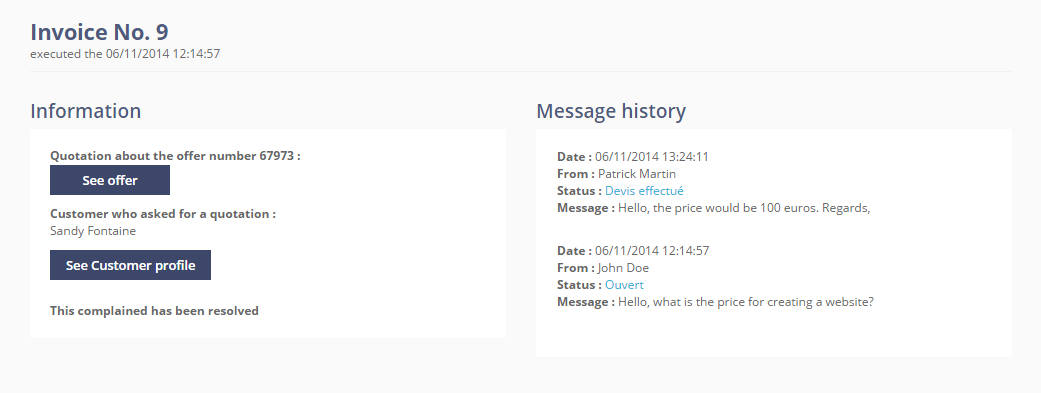 Invoice No. 9
executed the 06/11/2014 12:14:57
Information
Quotation about the offer number 67973 :
See offer
Customer who asked for a quotation :
Sandy Fontaine
See Customer profile
This complained has been resolved
Message history
Date : 06/11/2014 13:24:11
From : Patrick Martin
Status : Devis effectué
Message : Hello, the price would be 100 euros. Regards,
Date : 06/11/2014 12:14:57
From : John Doe
Status : Ouvert
Message : Hello, what is the price for creating a website?